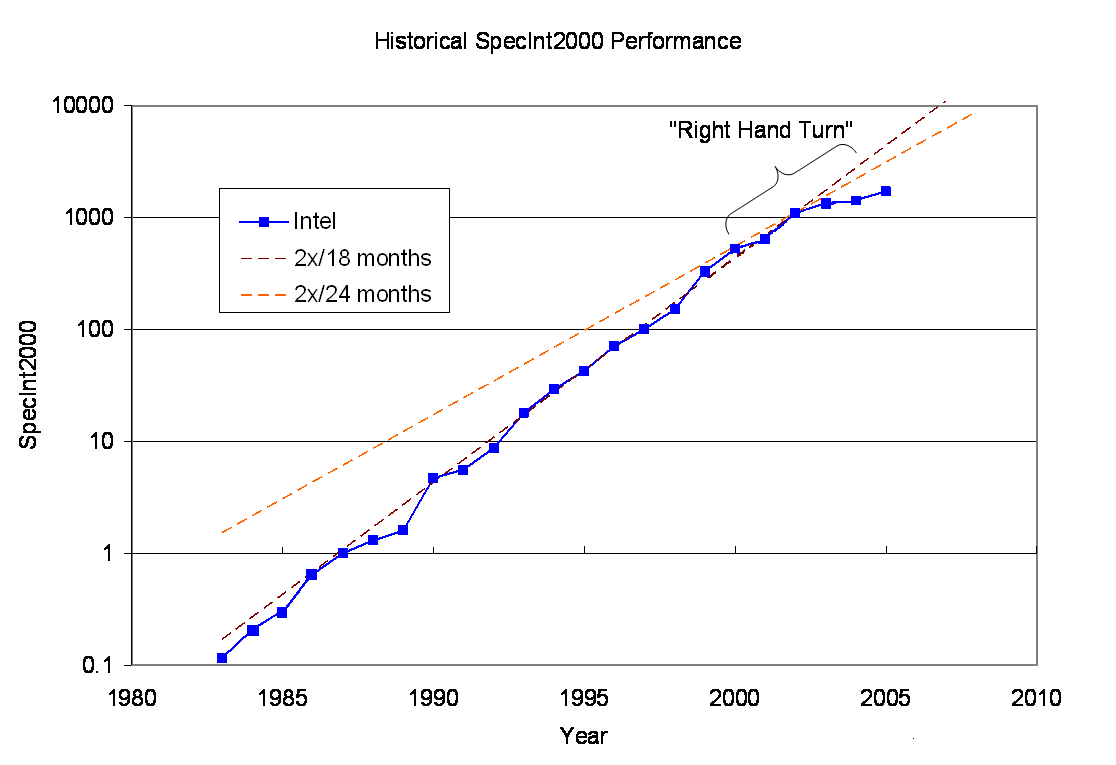 Historical SpecInt2000 Performance
10000
1000
100
10
1
0.1
SpecInt2000
"Right Hand Turn"
Intel
2x/18 months
2x/24 months
1980 1985 1990 1995 2000 2005 2010
Year